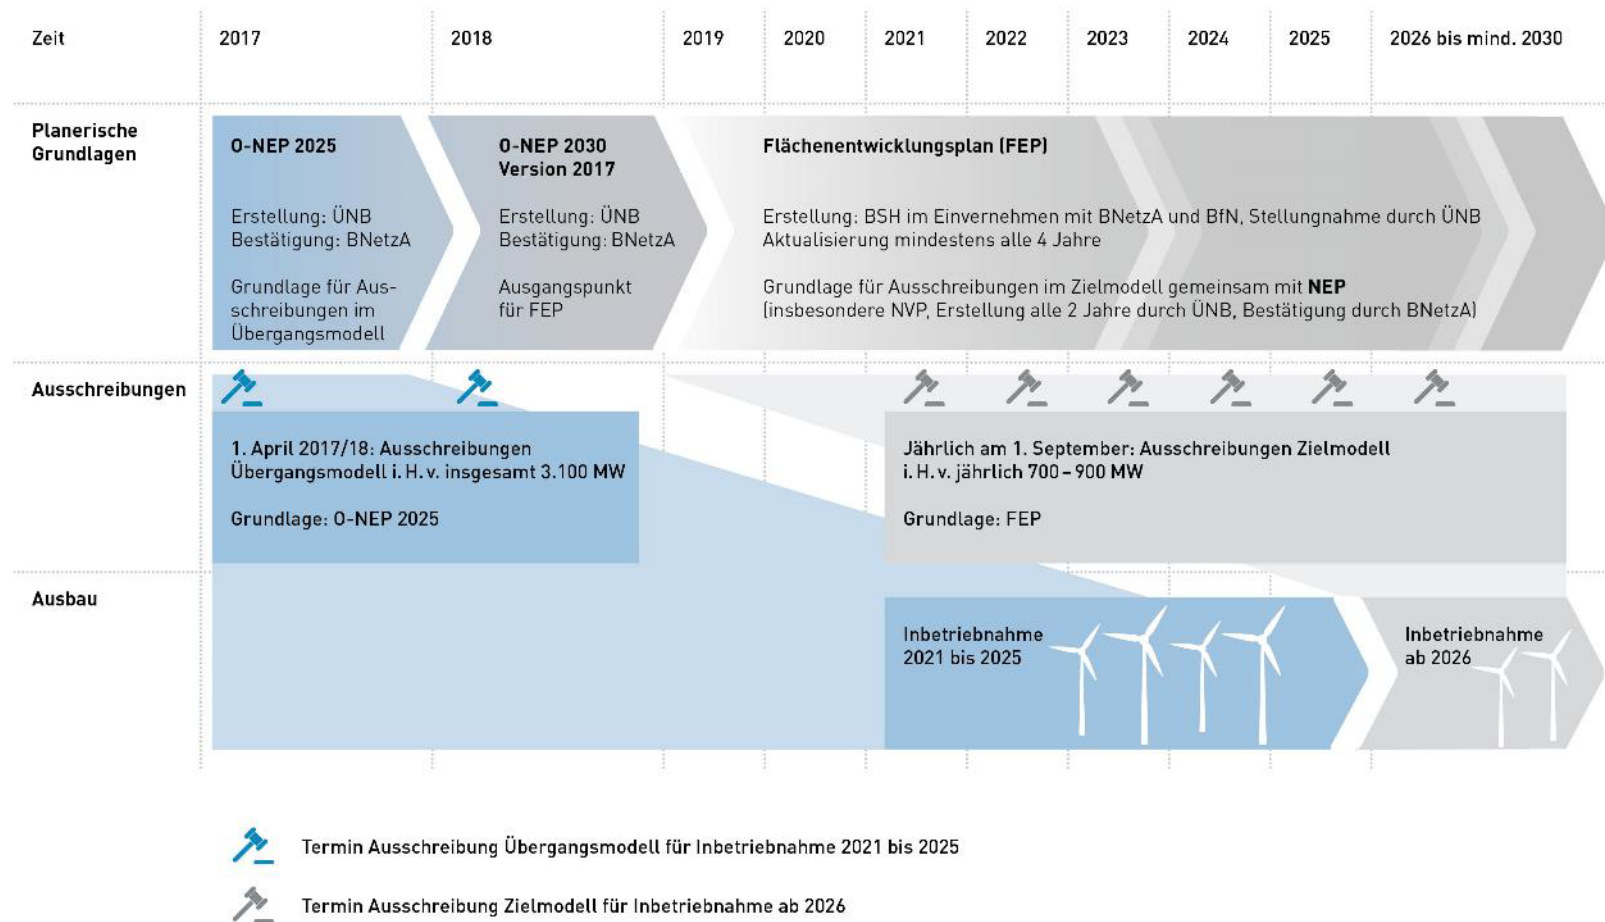 Zeit
2017
2018
2019
2020
2021
2022
2023
2024
2025
2026 bis mind. 2030
Planerische
Grundlagen
O-NEP 2025
Erstellung: ÜNB
Bestätigung: BNetzA
Grundlage für Aus-
schreibungen im
Übergangsmodell
O-NEP 2030
Version 2017
Erstellung: ÜNB
Bestätigung: BNetzA
Ausgangspunkt
für FEP
Flächenentwicklungsplan (FEP)
Erstellung: BSH im Einvernehmen mit BNetzA und BfN, Stellungnahme durch ÜNB
Aktualisierung mindestens alle 4 Jahre
Grundlage für Ausschreibungen im Zielmodell gemeinsam mit NEP
(insbesondere NVP, Erstellung alle 2 Jahre durch ÜNB, Bestätigung durch BNetzA)
Ausschreibungen
1. April 2017/18: Ausschreibungen
Übergangsmodell i. H. v. insgesamt 3.100 MW
Grundlage: O-NEP 2025
Jährlich am 1. September: Ausschreibungen Zielmodell
i. H. v. jährlich 700 – 900 MW
Grundlage: FEP
Ausbau
Inbetriebnahme
2021 bis 2025
Inbetriebnahme
ab 2026
Termin Ausschreibung Übergangsmodell für Inbetriebnahme 2021 bis 2025
Termin Ausschreibung Zielmodell für Inbetriebnahme ab 2026